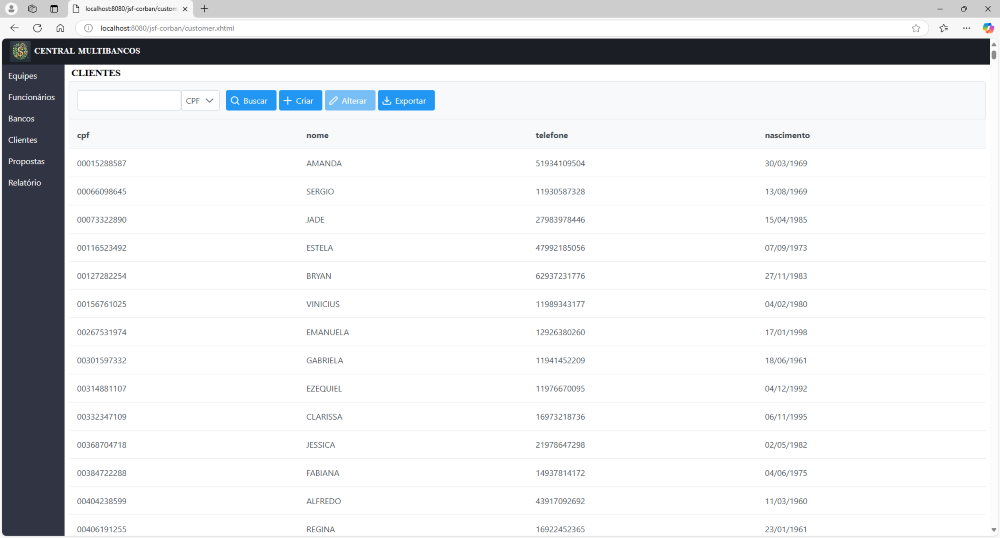 localhost:8080/jsf-corban/custom
localhost:8080/jsf-corban/customer.xhtml
CENTRAL MULTIBANCOS
Equipes
Funcionários
Bancos
Clientes
Propostas
Relatório
CLIENTES
CPF Buscar Criar Alterar Exportar
cpf nome telefone nascimento
00015288587 AMANDA 51934109504 30/03/1969
00066098645 SERGIO 11930587328 13/08/1969
00073322890 JADE 27983978446 15/04/1985
00116523492 ESTELA 47992185056 07/09/1973
00127282254 BRYAN 62937231776 27/11/1983
00156761025 VINICIUS 11989343177 04/02/1980
00267531974 EMANUELA 12926380260 17/01/1998
00301597332 GABRIELA 11941452209 18/06/1961
00314881107 EZEQUIEL 11976670095 04/12/1992
00332347109 CLARISSA 16973218736 06/11/1995
00368704718 JESSICA 21978647298 02/05/1982
00384722288 FABIANA 14937814172 04/06/1975
00404238599 ALFREDO 43917092692 11/03/1960
00406191255 REGINA 16922452365 23/01/1961